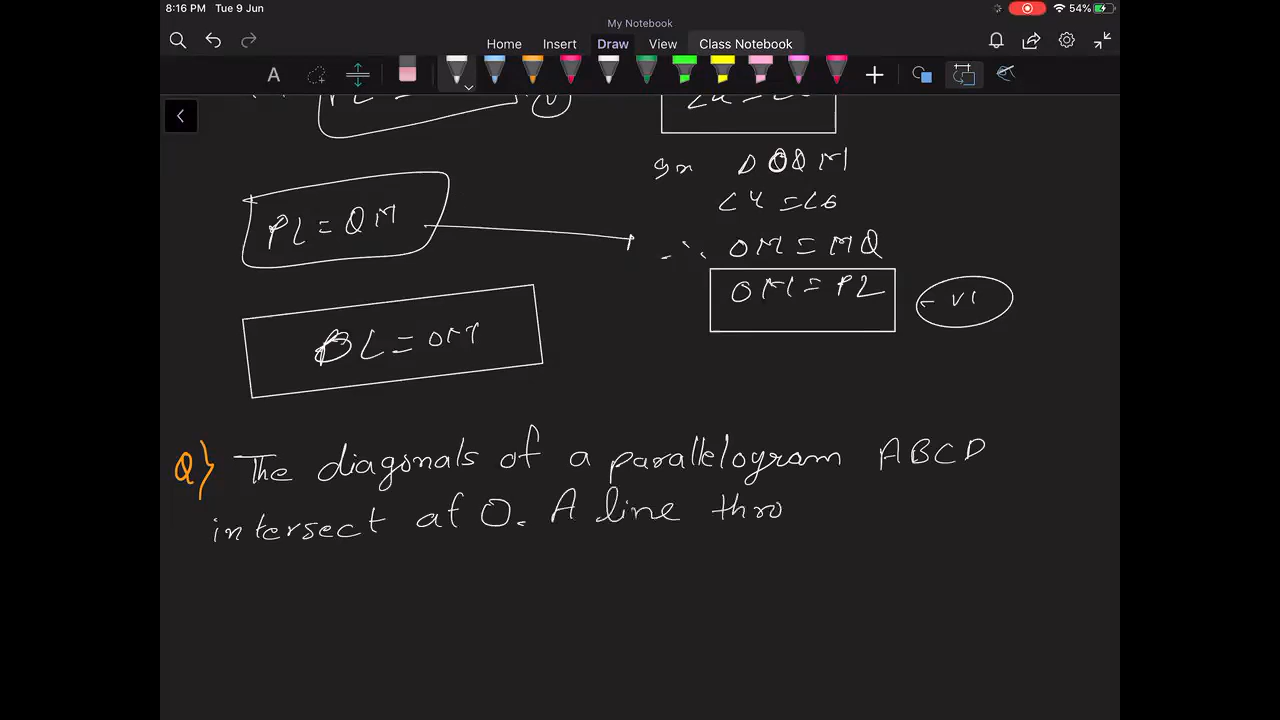 8:16 PM Tue 9 Jun
54%
My Notebook
Home Insert Draw View Class Notebook
A
In △ OQM
∠4 = ∠6
PL = QM
∴ OM = MQ
OM = PL
VI
BL = OM
Q} The diagonals of a parallelogram ABCD
intersect at O. A line thro